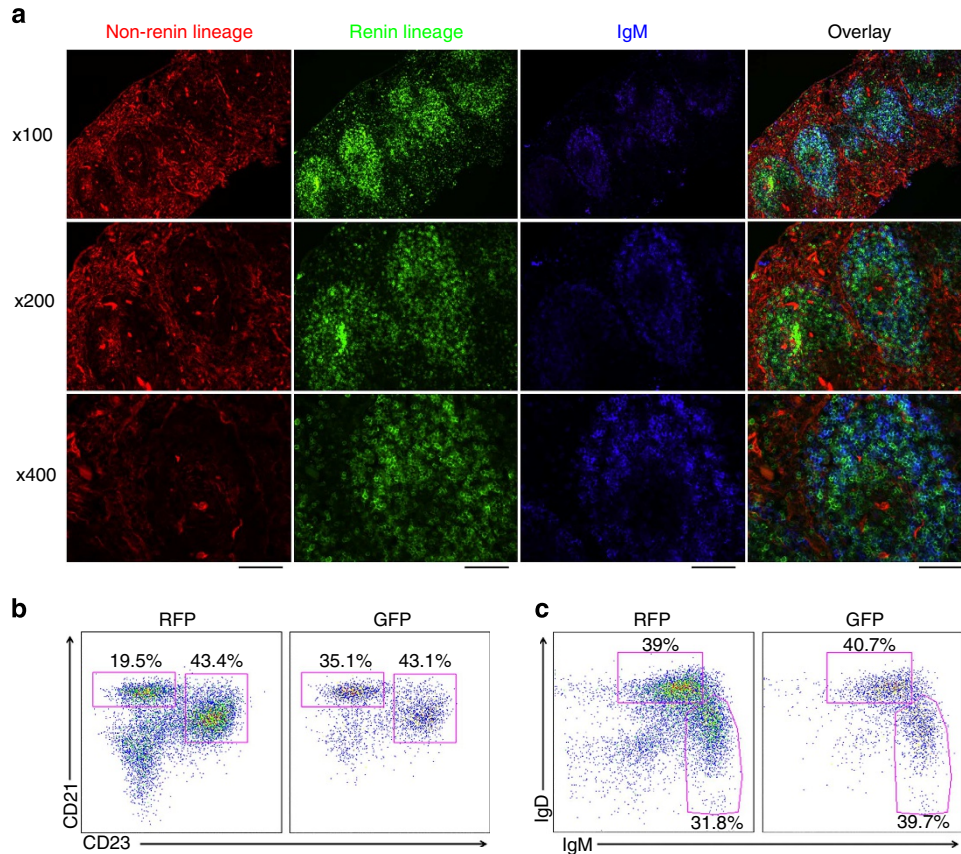 a
Non-renin lineage Renin lineage IgM Overlay
x100
x200
x400
b
RFP GFP
19.5% 43.4% 35.1% 43.1%
CD21
CD23
c
RFP GFP
39% 40.7%
31.8% 39.7%
IgD
IgM